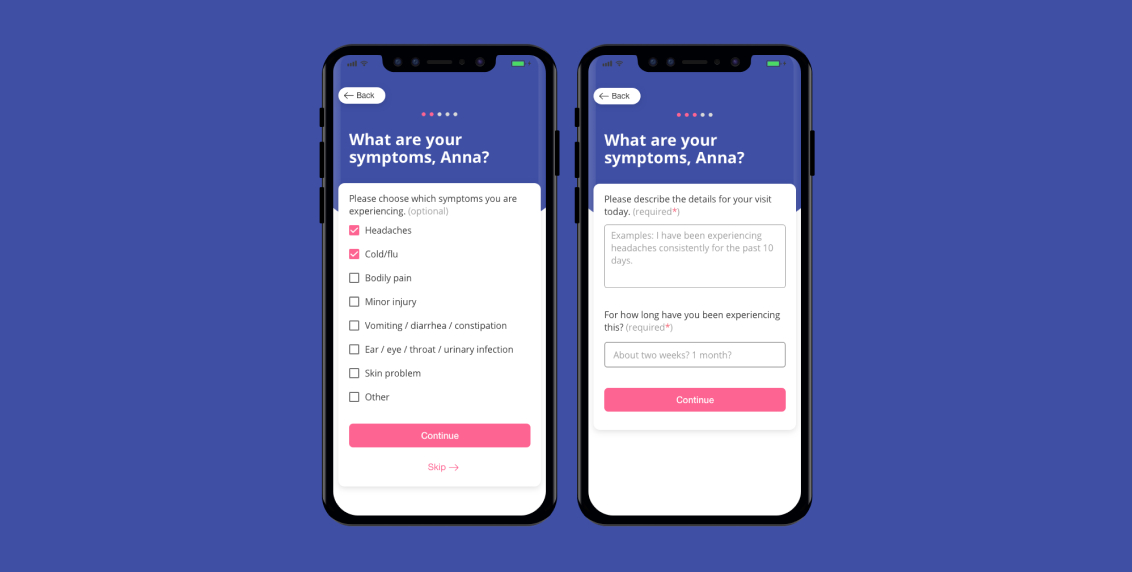 Back
What are your
symptoms, Anna?
Please choose which symptoms you are
experiencing. (optional)
Headaches
Cold/flu
Bodily pain
Minor injury
Vomiting / diarrhea / constipation
Ear / eye / throat / urinary infection
Skin problem
Other
Continue
Skip
Back
What are your
symptoms, Anna?
Please describe the details for your visit
today. (required*)
Examples: I have been experiencing
headaches consistently for the past 10
days.
For how long have you been experiencing
this? (required*)
About two weeks? 1 month?
Continue